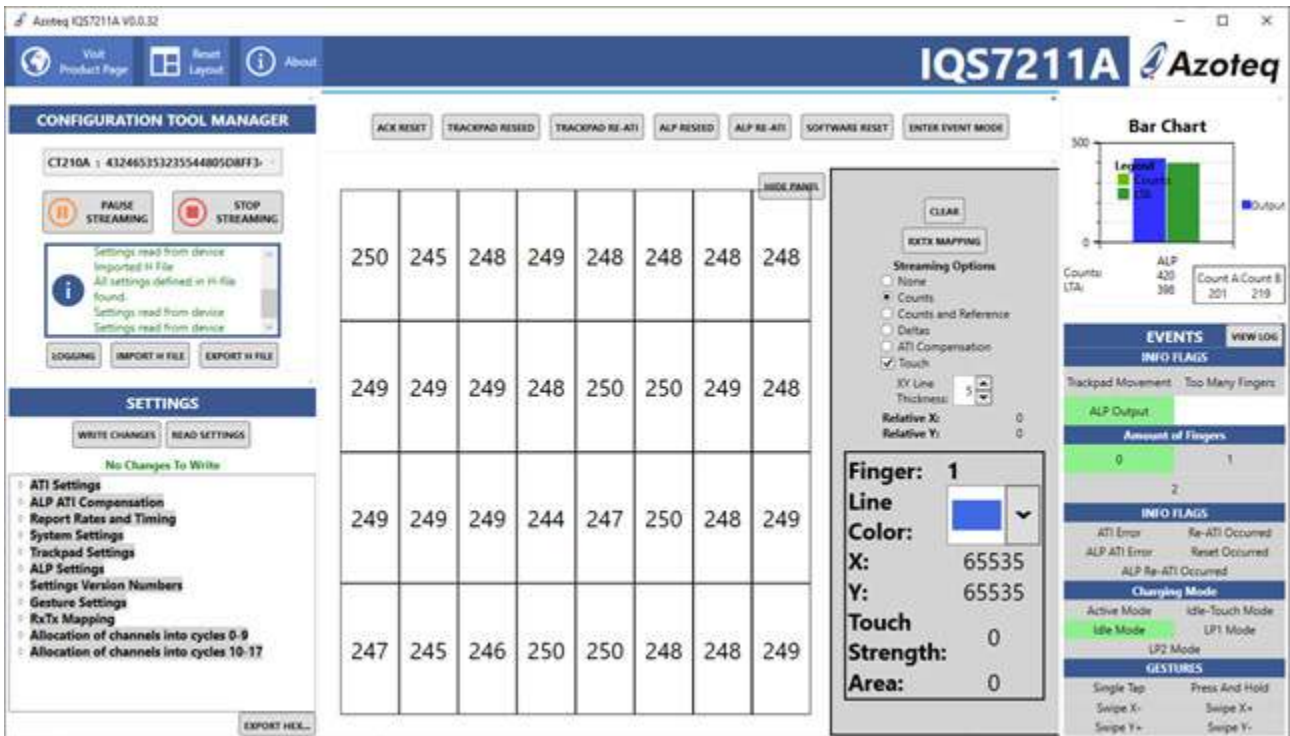 Azoteq IQS7211A V0.0.32
Visit Product Page
Reset Layout
About
IQS7211A
Azoteq
CONFIGURATION TOOL MANAGER
PAUSE STREAMING
STOP STREAMING
Settings read from device
Imported H File
All settings defined in H-file
found.
Settings read from device
Settings read from device
LOGGING IMPORT H FILE EXPORT H FILE
SETTINGS
WRITE CHANGES READ SETTINGS
No Changes To Write
ATI Settings
ALP ATI Compensation
Report Rates and Timing
System Settings
Trackpad Settings
ALP Settings
Settings Version Numbers
Gesture Settings
RxTx Mapping
Allocation of channels into cycles 0-9
Allocation of channels into cycles 10-17
EXPORT HEX...
ACK RESET TRACKPAD RESEED TRACKPAD RE-ATI ALP RESEED ALP RE-ATI SOFTWARE RESET ENTER EVENT MODE
HIDE PANEL
250 245 248 249 248 248 248 248
249 249 249 248 250 250 249 248
249 249 249 244 247 250 248 249
247 245 246 250 250 248 248 249
CLEAR
RXTX MAPPING
Streaming Options
None
Counts
Counts and Reference
Deltas
ATI Compensation
Touch
XY Line
Thickness: 5
Relative X: 0
Relative Y: 0
Finger: 1
Line
Color:
X: 65535
Y: 65535
Touch
Strength: 0
Area: 0
Bar Chart
500
Legend
Counts
LTA
Output
0
ALP
Counts: 420
LTA: 398
Count A Count B
201 219
EVENTS VIEW LOG
INFO FLAGS
Trackpad Movement Too Many Fingers
ALP Output
Amount of Fingers
0 1
2
INFO FLAGS
ATI Error Re-ATI Occurred
ALP ATI Error Reset Occurred
ALP Re-ATI Occurred
Charging Mode
Active Mode Idle-Touch Mode
Idle Mode LP1 Mode
LP2 Mode
GESTURES
Single Tap Press And Hold
Swipe X- Swipe X+
Swipe Y+ Swipe Y-